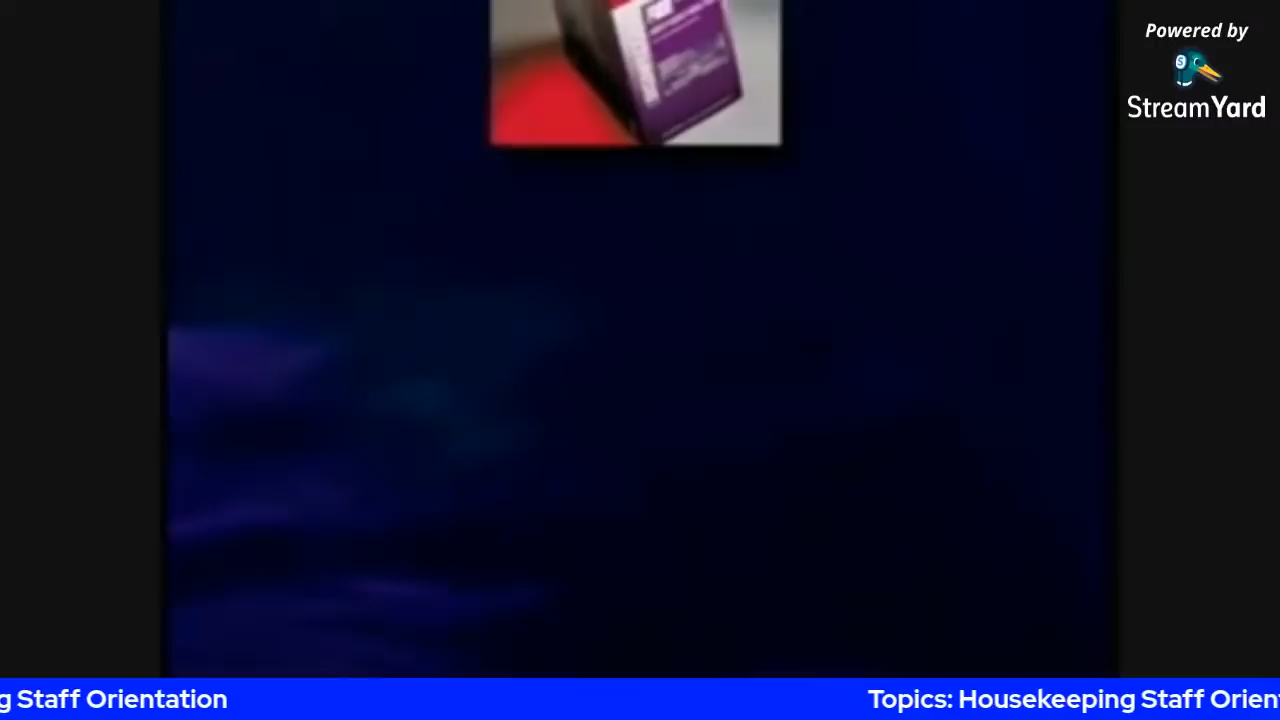 Powered by
StreamYard
g Staff Orientation
Topics: Housekeeping Staff Orient